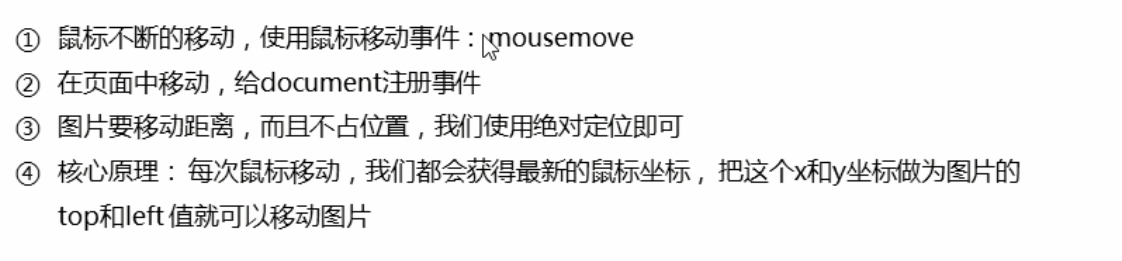 ① 鼠标不断的移动，使用鼠标移动事件：mousemove
② 在页面中移动，给document注册事件
③ 图片要移动距离，而且不占位置，我们使用绝对定位即可
④ 核心原理：每次鼠标移动，我们都会获得最新的鼠标坐标，把这个x和y坐标做为图片的
top和left 值就可以移动图片